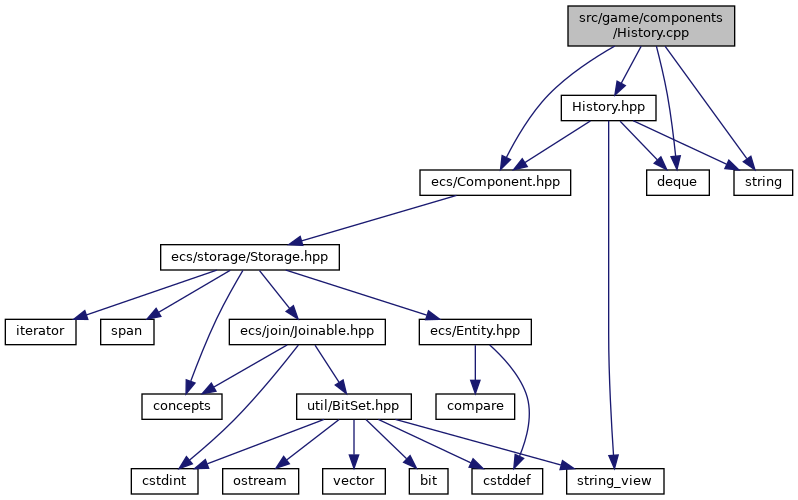 src/game/components
/History.cpp
History.hpp
ecs/Component.hpp
deque
string
ecs/storage/Storage.hpp
iterator
span
ecs/join/Joinable.hpp
ecs/Entity.hpp
concepts
util/BitSet.hpp
compare
cstdint
ostream
vector
bit
cstddef
string_view